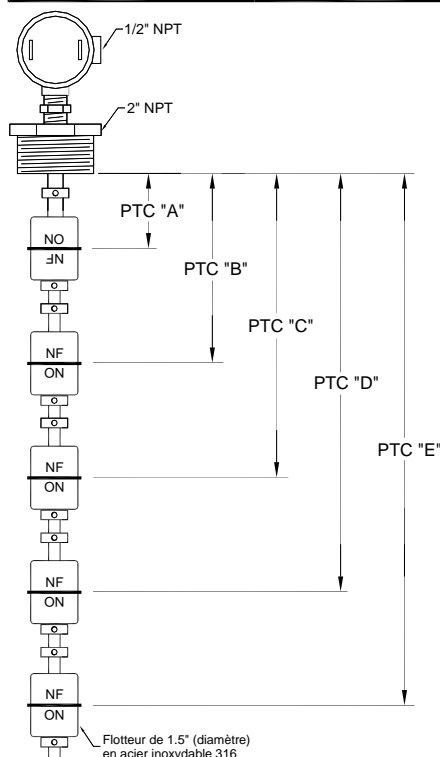 1/2" NPT
2" NPT
NO
NF
PTC "A"
PTC "B"
NF
ON
PTC "C"
PTC "D"
PTC "E"
NF
ON
NF
ON
NF
ON
Flotteur de 1.5" (diamètre)
en acier inoxydable 316